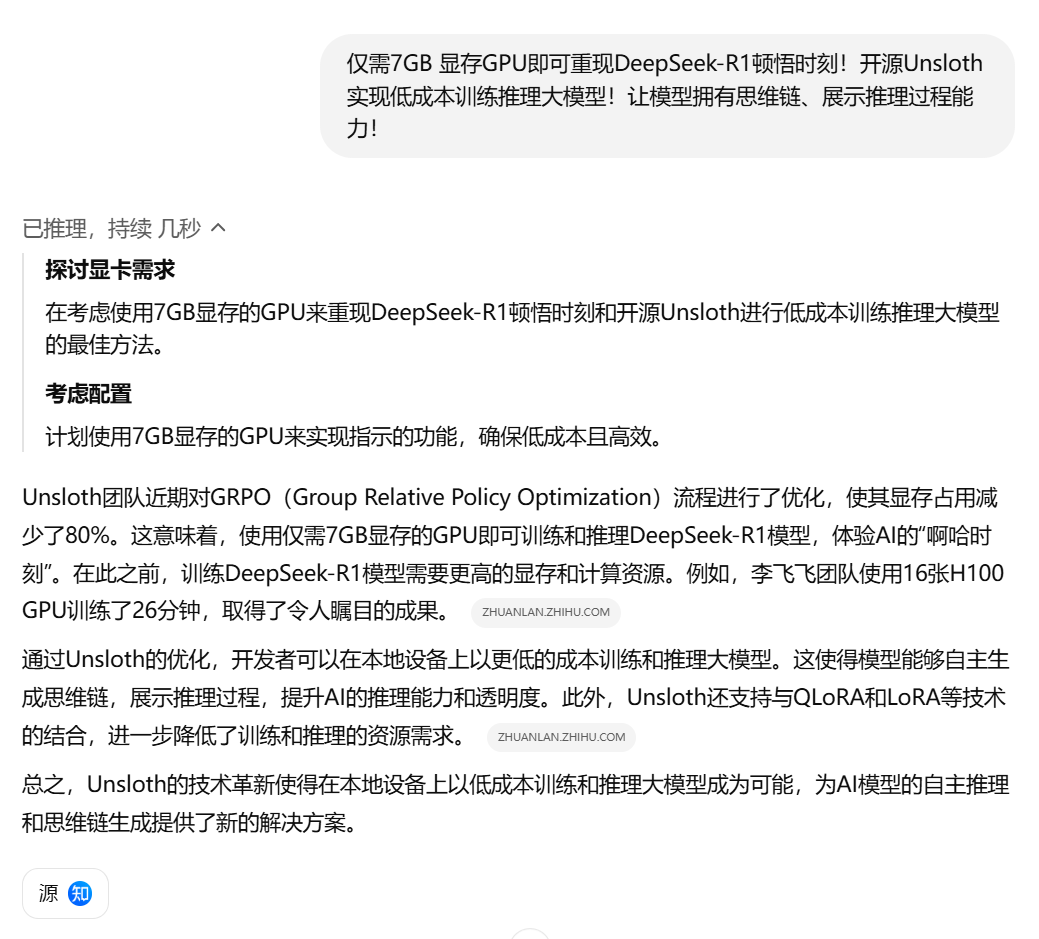 仅需7GB 显存GPU即可重现DeepSeek-R1顿悟时刻！开源Unsloth
实现低成本训练推理大模型！让模型拥有思维链、展示推理过程能
力！
已推理，持续 几秒
探讨显卡需求
在考虑使用7GB显存的GPU来重现DeepSeek-R1顿悟时刻和开源Unsloth进行低成本训练推理大模型
的最佳方法。
考虑配置
计划使用7GB显存的GPU来实现指示的功能，确保低成本且高效。
Unsloth团队近期对GRPO（Group Relative Policy Optimization）流程进行了优化，使其显存占用减
少了80%。这意味着，使用仅需7GB显存的GPU即可训练和推理DeepSeek-R1模型，体验AI的“啊哈时
刻”。在此之前，训练DeepSeek-R1模型需要更高的显存和计算资源。例如，李飞飞团队使用16张H100
GPU训练了26分钟，取得了令人瞩目的成果。 ZHUANLAN.ZHIHU.COM
通过Unsloth的优化，开发者可以在本地设备上以更低的成本训练和推理大模型。这使得模型能够自主生
成思维链，展示推理过程，提升AI的推理能力和透明度。此外，Unsloth还支持与QLoRA和LoRA等技术
的结合，进一步降低了训练和推理的资源需求。 ZHUANLAN.ZHIHU.COM
总之，Unsloth的技术革新使得在本地设备上以低成本训练和推理大模型成为可能，为AI模型的自主推理
和思维链生成提供了新的解决方案。
源 知